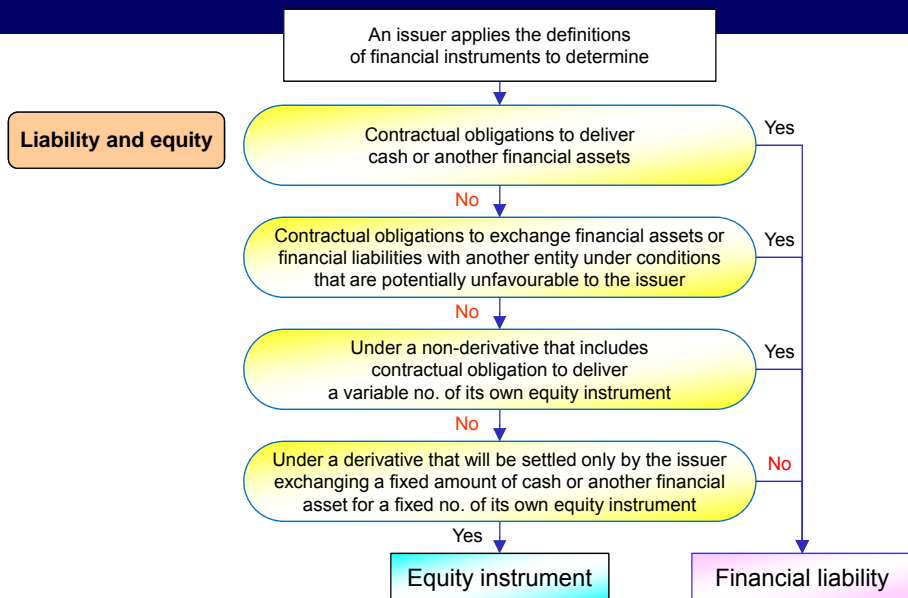 An issuer applies the definitions
of financial instruments to determine
Liability and equity
Contractual obligations to deliver
cash or another financial assets
Yes
No
Contractual obligations to exchange financial assets or
financial liabilities with another entity under conditions
that are potentially unfavourable to the issuer
Yes
No
Under a non-derivative that includes
contractual obligation to deliver
a variable no. of its own equity instrument
Yes
No
Under a derivative that will be settled only by the issuer
exchanging a fixed amount of cash or another financial
asset for a fixed no. of its own equity instrument
No
Yes
Equity instrument
Financial liability